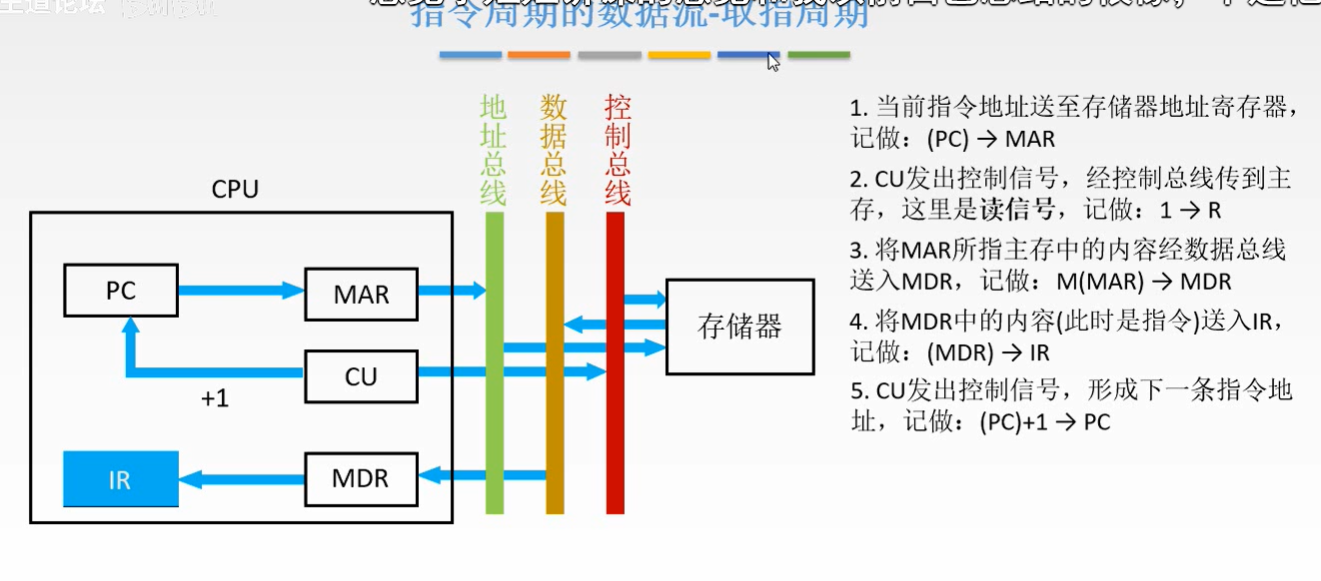 王道论坛
指令周期的数据流-取指周期
地址总线
数据总线
控制总线
CPU
PC
MAR
CU
+1
IR
MDR
存储器
1. 当前指令地址送至存储器地址寄存器，
记做：(PC) → MAR
2. CU发出控制信号，经控制总线传到主
存，这里是读信号，记做：1 → R
3. 将MAR所指主存中的内容经数据总线
送入MDR，记做：M(MAR) → MDR
4. 将MDR中的内容(此时是指令)送入IR，
记做：(MDR) → IR
5. CU发出控制信号，形成下一条指令地
址，记做：(PC)+1 → PC